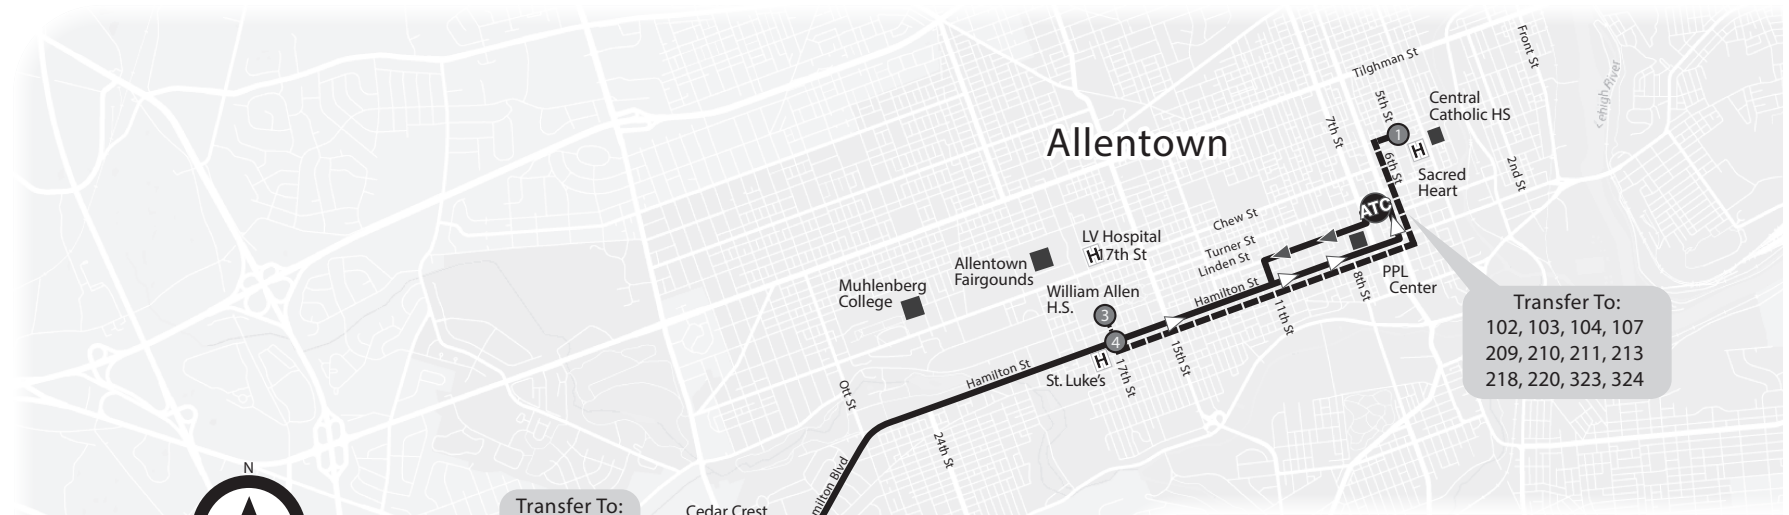 Tilghman St
Front St
Lehigh River
5th St
Central
Catholic HS
7th St
1
H
6th St
2nd St
Allentown
Sacred
Heart
ATC
Chew St
LV Hospital
H 17th St
Turner St
Linden St
Allentown
Fairgounds
Muhlenberg
College
William Allen
H.S.
3
Hamilton St
8th St
PPL
Center
11th St
Transfer To:
102, 103, 104, 107
209, 210, 211, 213
218, 220, 323, 324
4
H
St. Luke's
17th St
15th St
Hamilton St
Ott St
24th St
milton Blvd
N
Transfer To:
Cedar Crest